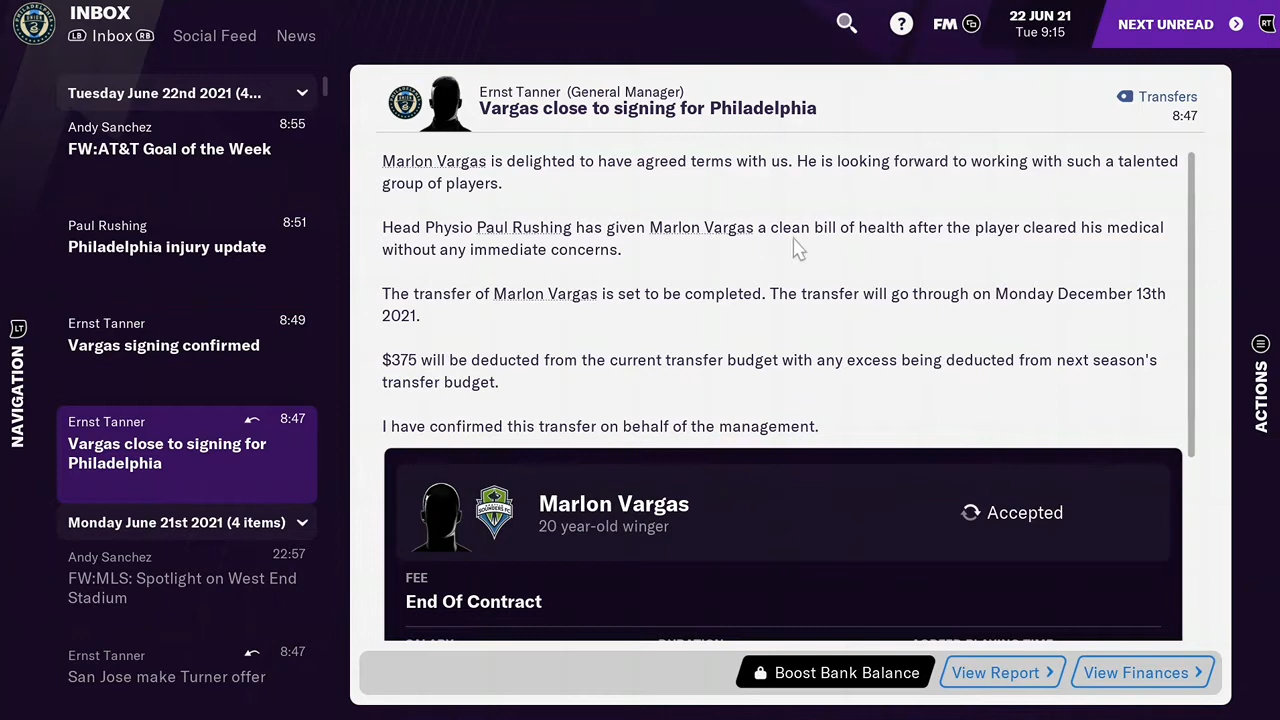 INBOX
LB Inbox RB Social Feed News
? FM
22 JUN 21
Tue 9:15
NEXT UNREAD RT
Tuesday June 22nd 2021 (4...
Andy Sanchez 8:55
FW:AT&T Goal of the Week
Paul Rushing 8:51
Philadelphia injury update
Ernst Tanner 8:49
Vargas signing confirmed
Ernst Tanner 8:47
Vargas close to signing for
Philadelphia
Monday June 21st 2021 (4 items)
Andy Sanchez 22:57
FW:MLS: Spotlight on West End
Stadium
Ernst Tanner 8:47
San Jose make Turner offer
LT
NAVIGATION
Ernst Tanner (General Manager)
Vargas close to signing for Philadelphia
Transfers
8:47
Marlon Vargas is delighted to have agreed terms with us. He is looking forward to working with such a talented
group of players.
Head Physio Paul Rushing has given Marlon Vargas a clean bill of health after the player cleared his medical
without any immediate concerns.
The transfer of Marlon Vargas is set to be completed. The transfer will go through on Monday December 13th
2021.
$375 will be deducted from the current transfer budget with any excess being deducted from next season's
transfer budget.
I have confirmed this transfer on behalf of the management.
Marlon Vargas
20 year-old winger
Accepted
FEE
End Of Contract
SALARY DURATION AGREED PLAYING TIME
Boost Bank Balance View Report View Finances
ACTIONS